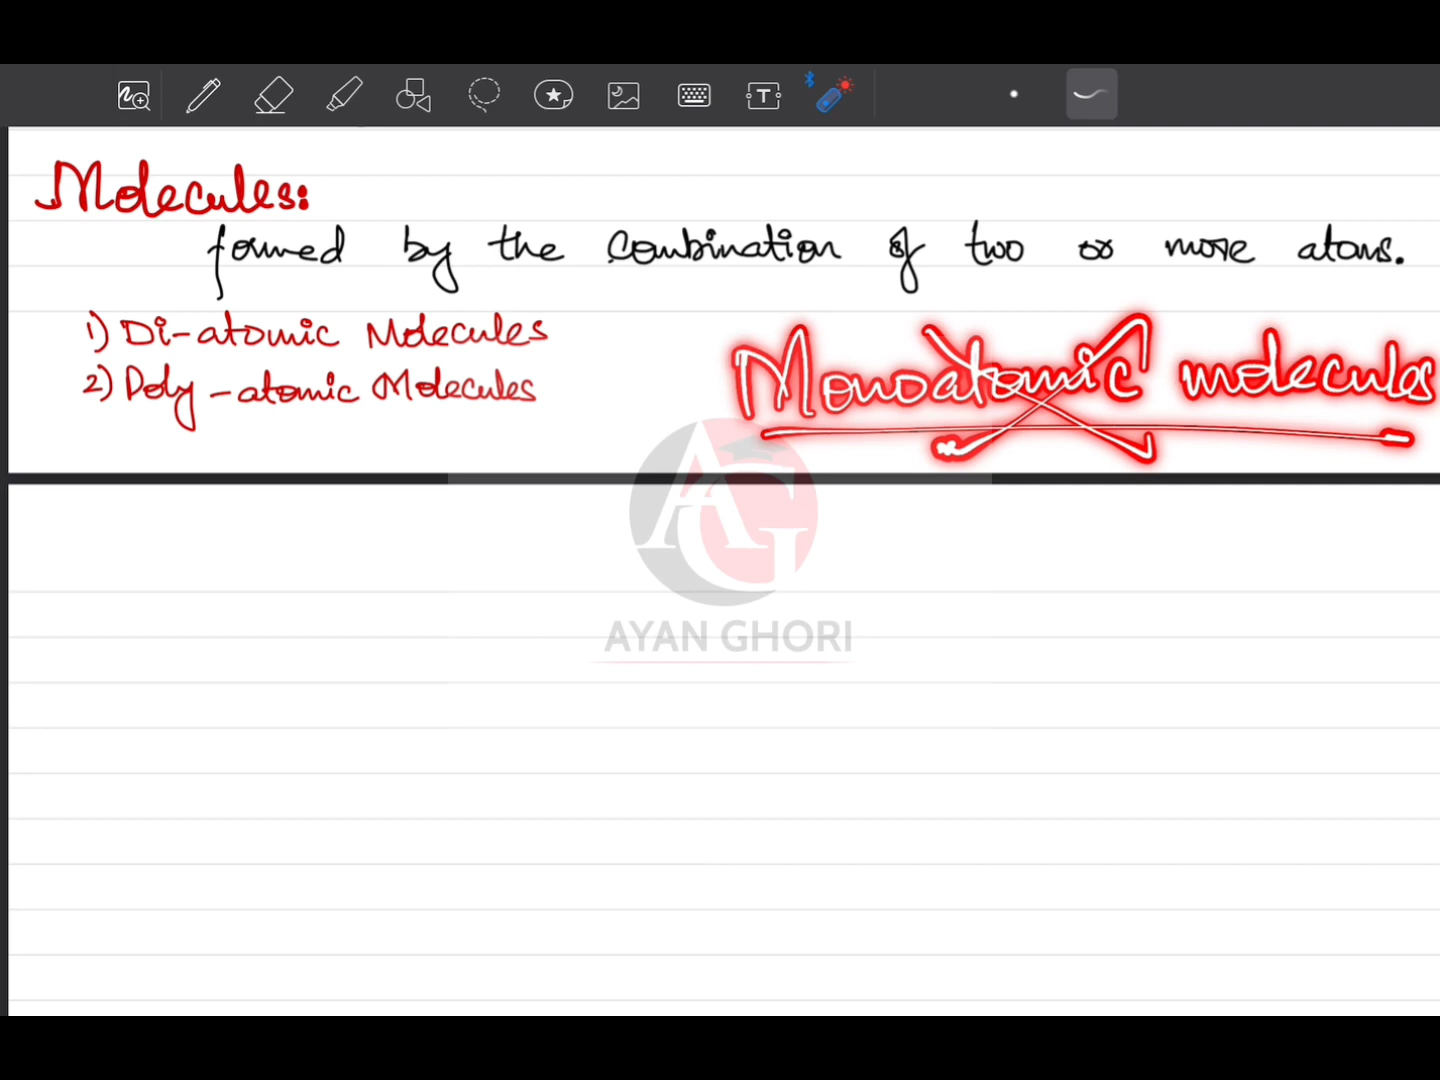 Molecules:
formed by the combination of two or more atoms.
1) Di-atomic Molecules
2) Poly-atomic Molecules
Monoatomic molecules
AG
AYAN GHORI